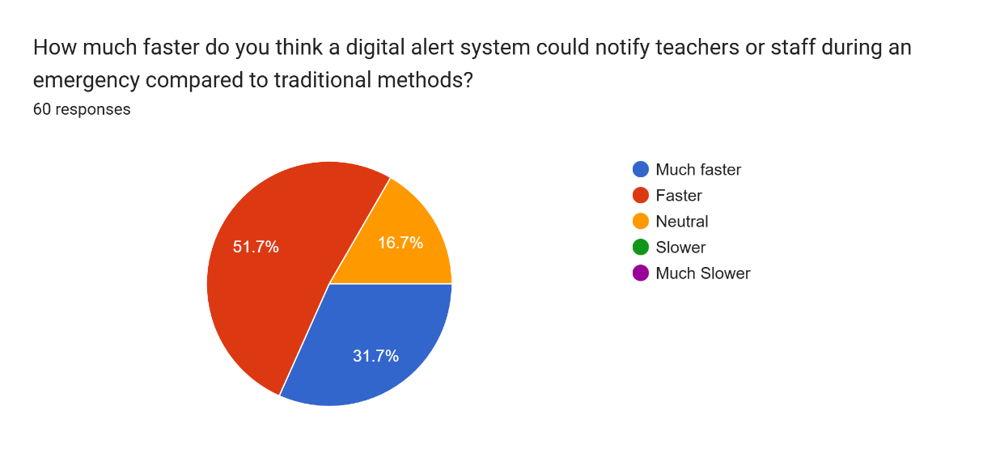 How much faster do you think a digital alert system could notify teachers or staff during an
emergency compared to traditional methods?
60 responses
Much faster
Faster
Neutral
Slower
Much Slower
51.7%
16.7%
31.7%